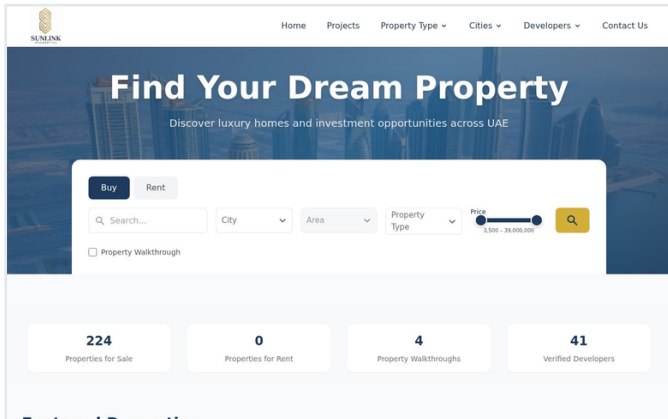 SUNLINK
PROPERTIES
Home Projects Property Type Cities Developers Contact Us
Find Your Dream Property
Discover luxury homes and investment opportunities across UAE
Buy Rent
Search... City Area Property Type Price
3,500 - 39,000,000
Property Walkthrough
224 0 4 41
Properties for Sale Properties for Rent Property Walkthroughs Verified Developers